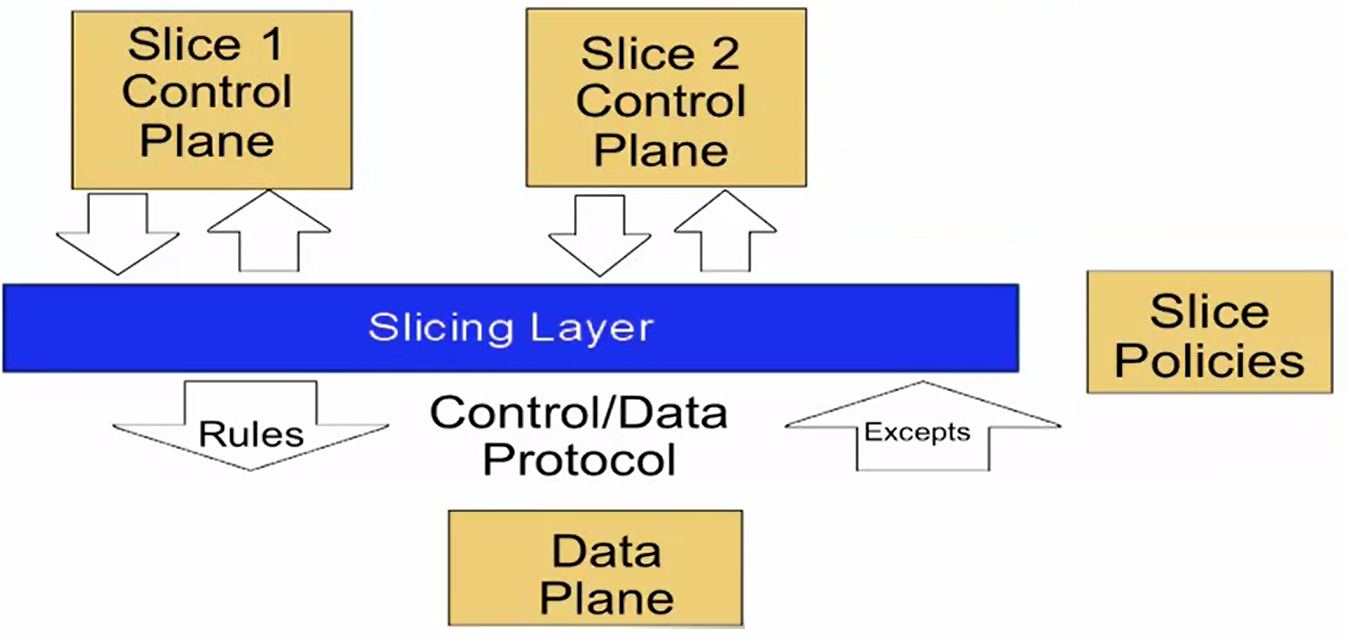 Slice 1
Control
Plane
Slice 2
Control
Plane
Slicing Layer
Slice
Policies
Rules
Control/Data
Protocol
Excepts
Data
Plane